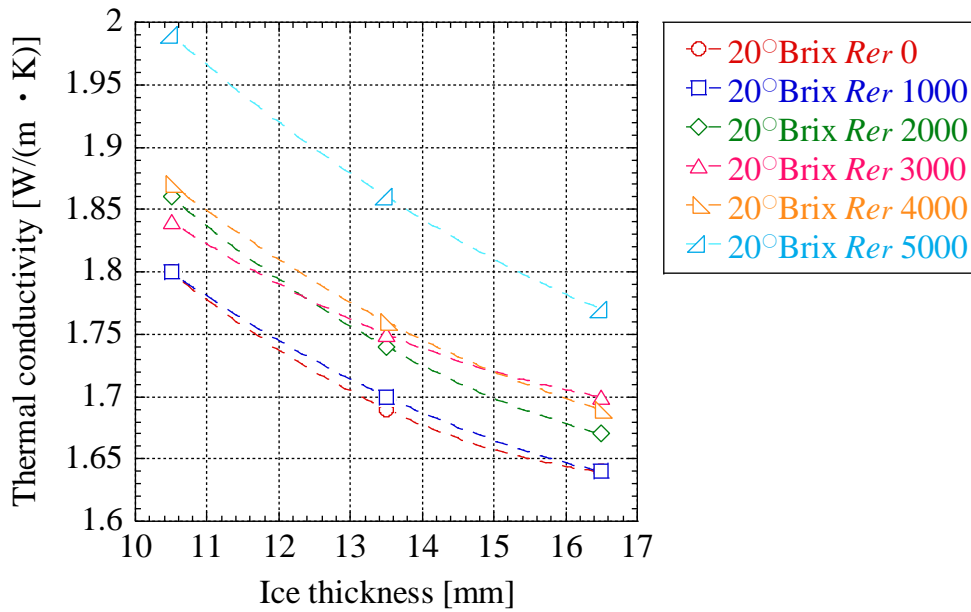 Thermal conductivity [W/(m・K)]
2
1.95
1.9
1.85
1.8
1.75
1.7
1.65
1.6
10 11 12 13 14 15 16 17
Ice thickness [mm]
20○Brix Rer 0
20○Brix Rer 1000
20○Brix Rer 2000
20○Brix Rer 3000
20○Brix Rer 4000
20○Brix Rer 5000